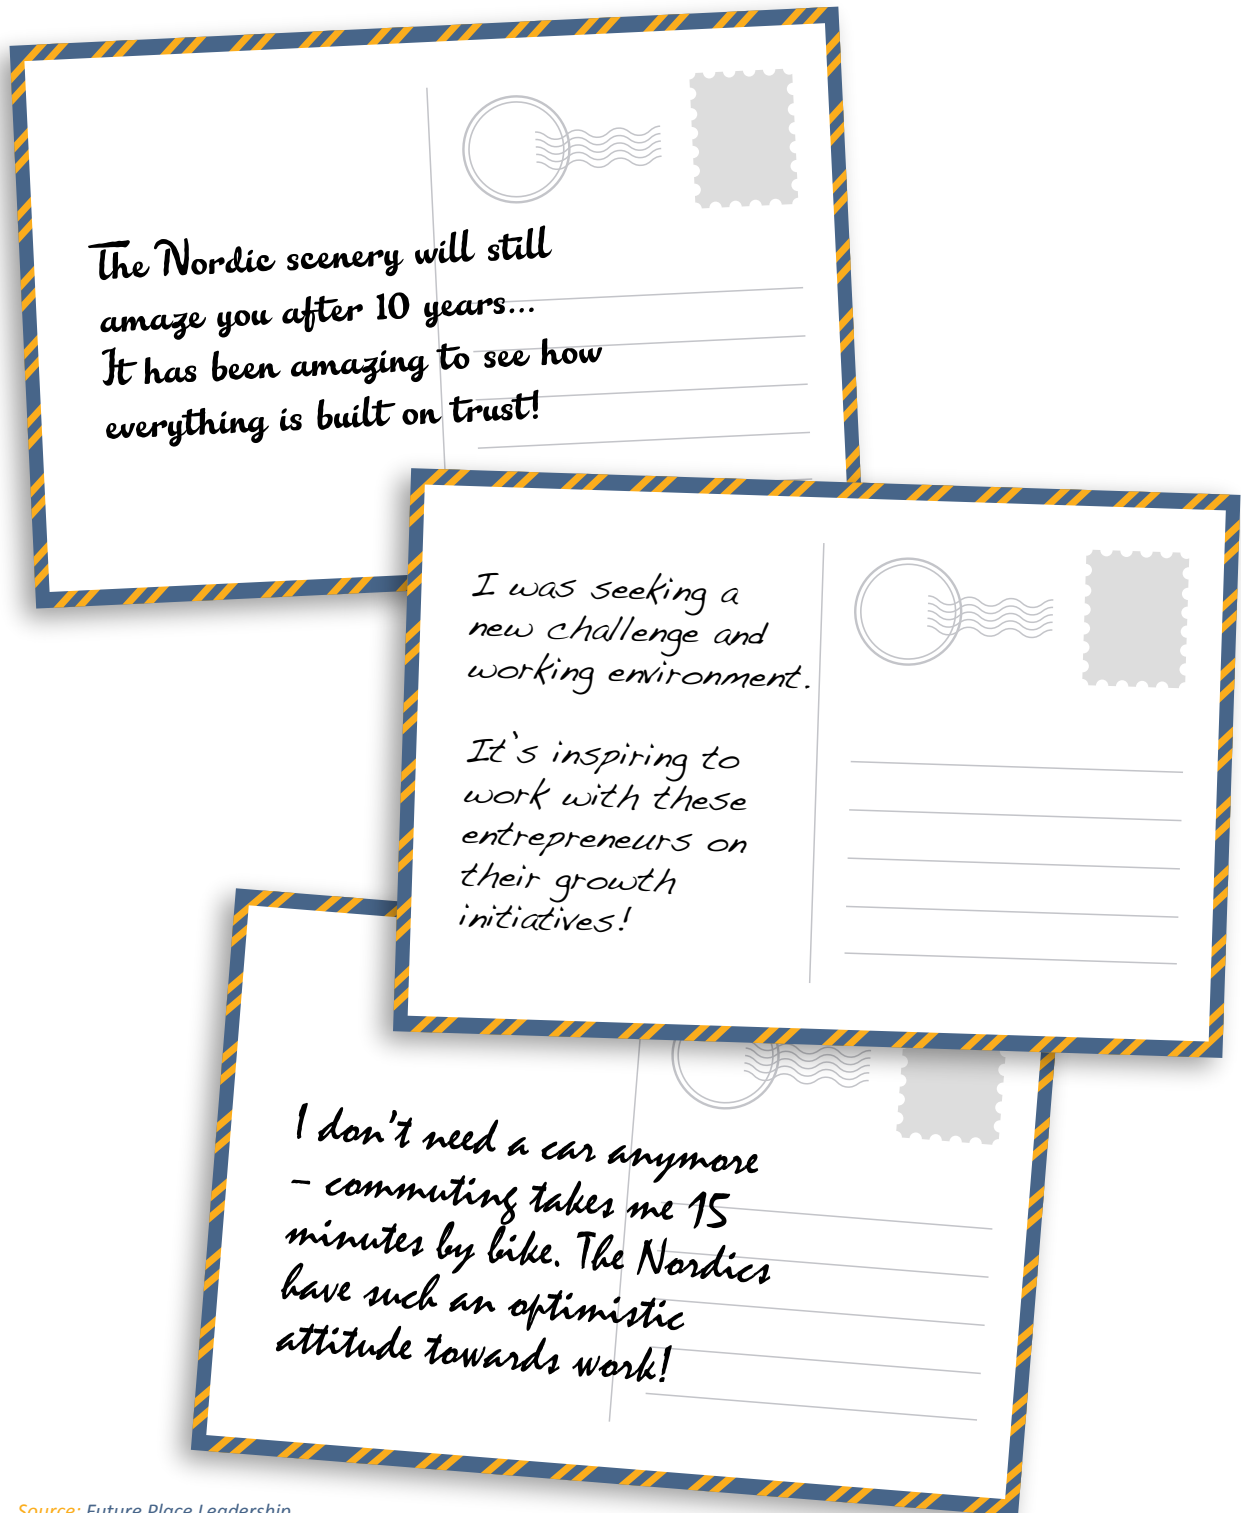 The Nordic scenery will still
amaze you after 10 years...
It has been amazing to see how
everything is built on trust!
I was seeking a
new challenge and
working environment.
It's inspiring to
work with these
entrepreneurs on
their growth
initiatives!
I don't need a car anymore
– commuting takes me 15
minutes by bike. The Nordics
have such an optimistic
attitude towards work!
Source: Future Place Leadership